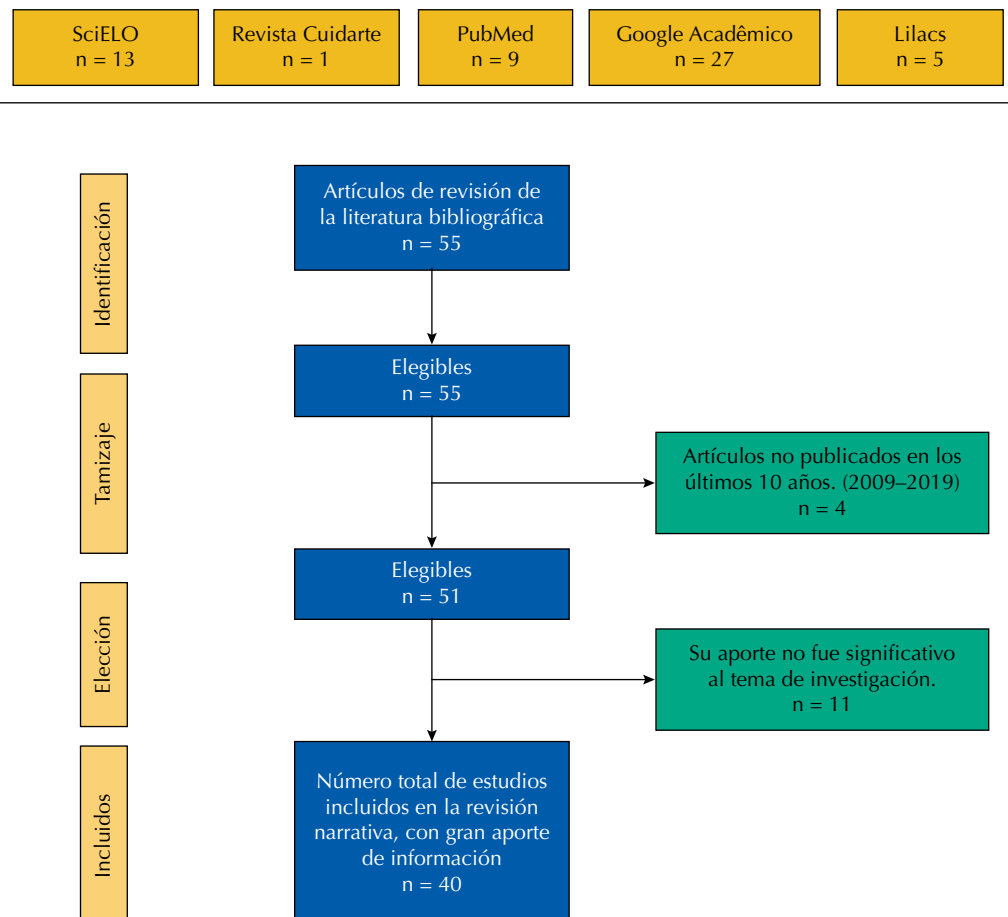 SciELO
n = 13
Revista Cuidarte
n = 1
PubMed
n = 9
Google Acadêmico
n = 27
Lilacs
n = 5
Identificación
Artículos de revisión de
la literatura bibliográfica
n = 55
Tamizaje
Elegibles
n = 55
Artículos no publicados en los
últimos 10 años. (2009–2019)
n = 4
Elección
Elegibles
n = 51
Su aporte no fue significativo
al tema de investigación.
n = 11
Incluidos
Número total de estudios
incluidos en la revisión
narrativa, con gran aporte
de información
n = 40